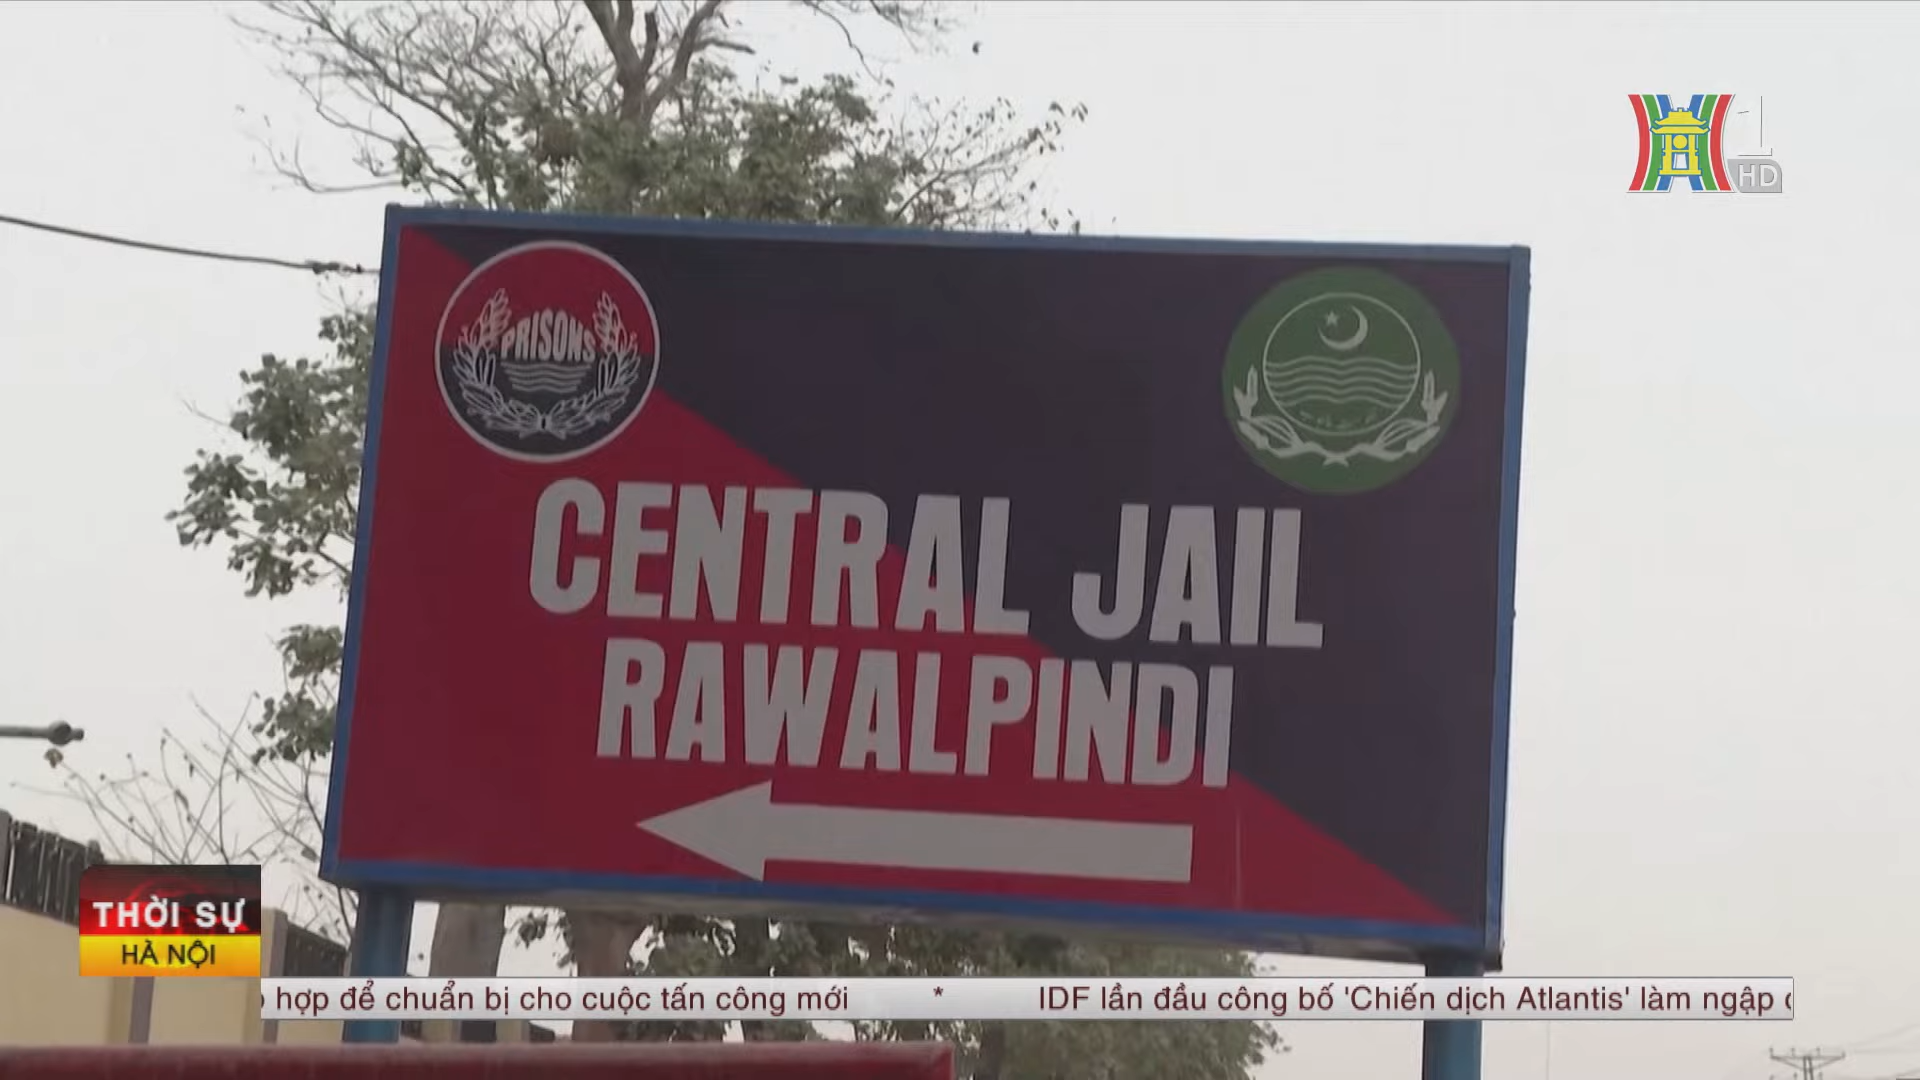 1
HD
PRISONS
CENTRAL JAIL
RAWALPINDI
THỜI SỰ
HÀ NỘI
hợp để chuẩn bị cho cuộc tấn công mới * IDF lần đầu công bố 'Chiến dịch Atlantis' làm ngập